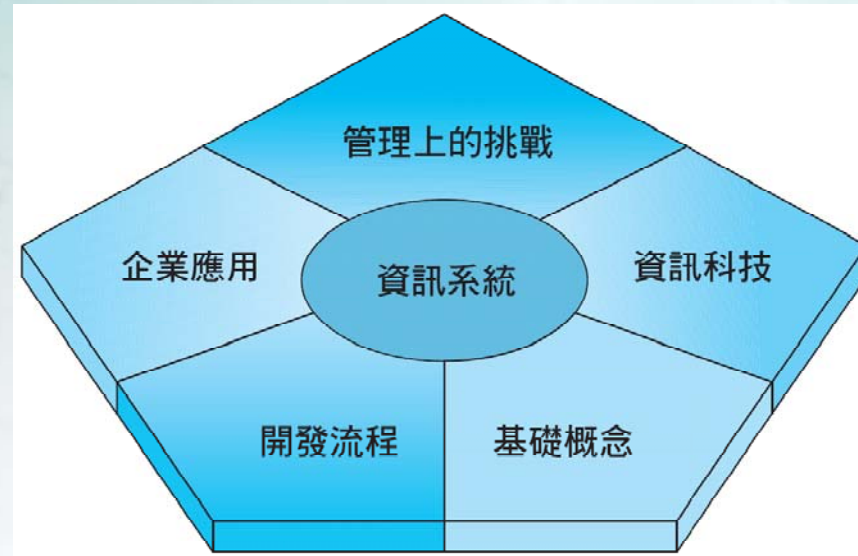 管理上的挑戰
企業應用
資訊系統
資訊科技
開發流程
基礎概念